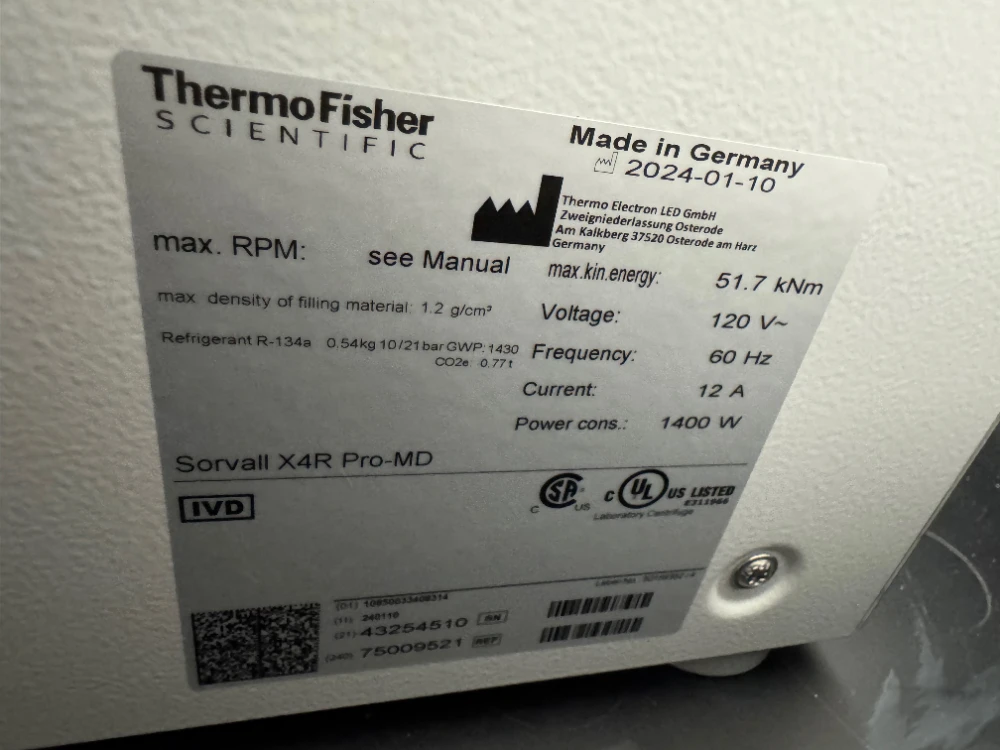 ThermoFisher
SCIENTIFIC
Made in Germany
2024-01-10
Thermo Electron LED GmbH
Zweigniederlassung Osterode
Am Kalkberg 37520 Osterode am Harz
Germany
max. RPM: see Manual
max.kin.energy: 51.7 kNm
max density of filling material: 1.2 g/cm³
Voltage: 120 V~
Refrigerant R-134a 0.54kg 10/21bar GWP: 1430
CO2e: 0.77t
Frequency: 60 Hz
Current: 12 A
Power cons.: 1400 W
Sorvall X4R Pro-MD
IVD
C SA US
C UL US LISTED
E311966
Laboratory Centrifuge
(01)
(11) 240110
(21) 43254510 SN
(240) 75009521 REF